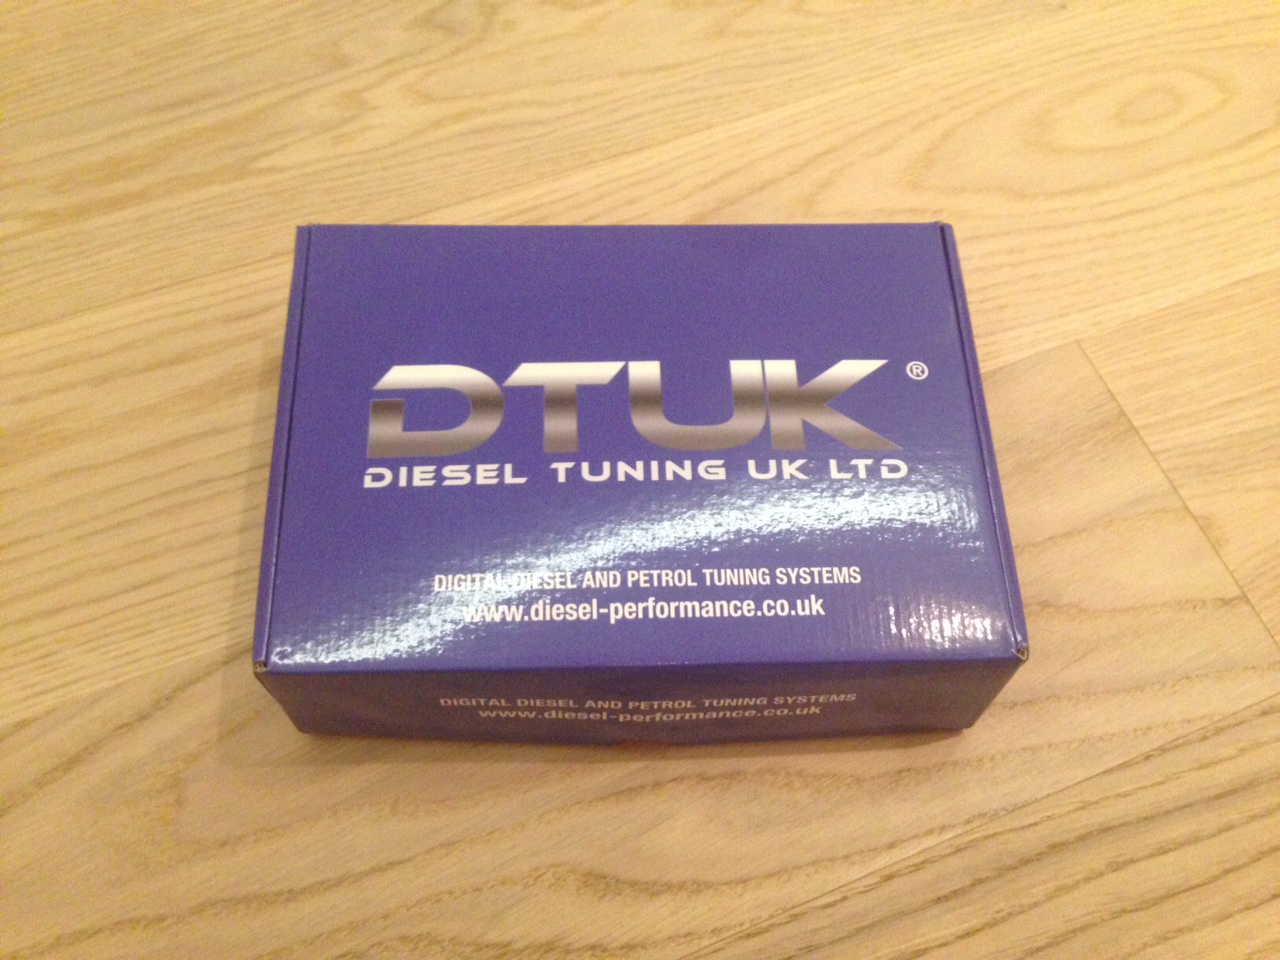 DTUK®
DIESEL TUNING UK LTD
DIGITAL DIESEL AND PETROL TUNING SYSTEMS
www.diesel-performance.co.uk
DIGITAL DIESEL AND PETROL TUNING SYSTEMS
www.diesel-performance.co.uk